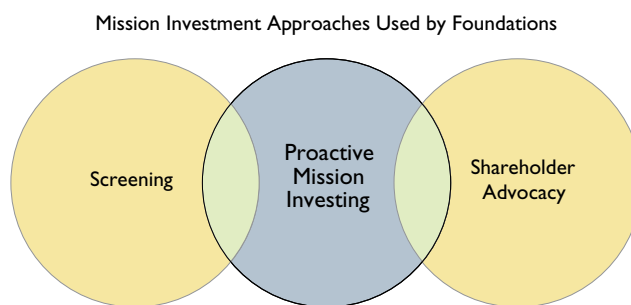 Mission Investment Approaches Used by Foundations
Screening
Proactive
Mission
Investing
Shareholder
Advocacy